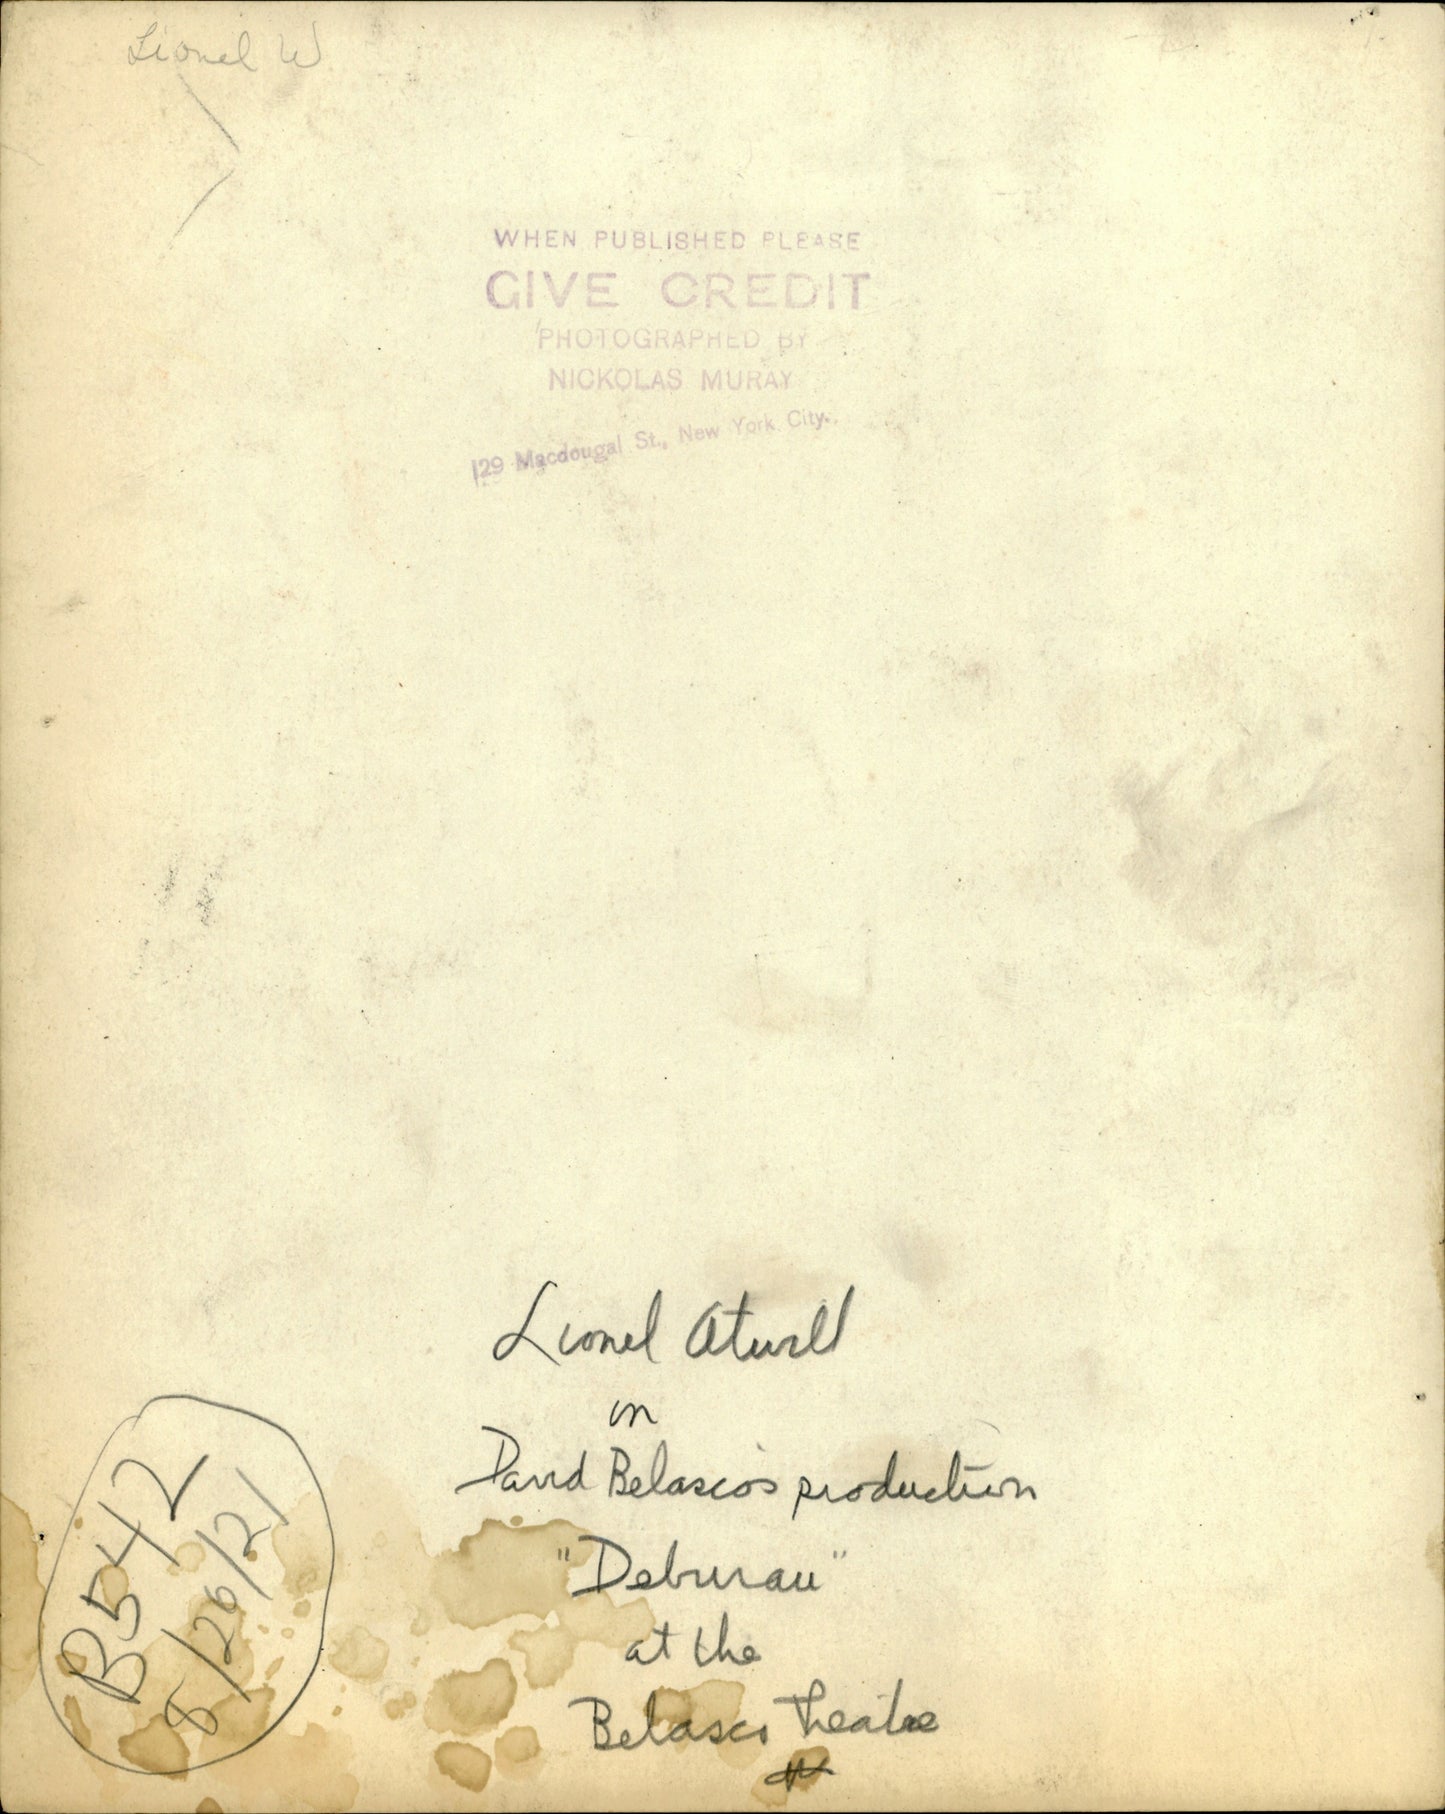 Lionel W
WHEN PUBLISHED PLEASE
GIVE CREDIT
PHOTOGRAPHED BY
NICKOLAS MURAY
129 Macdougal St., New York City.
Lionel Atwill
in
David Belasco's production
"Deburau"
at the
Belasco Theatre
B542
8/26/21